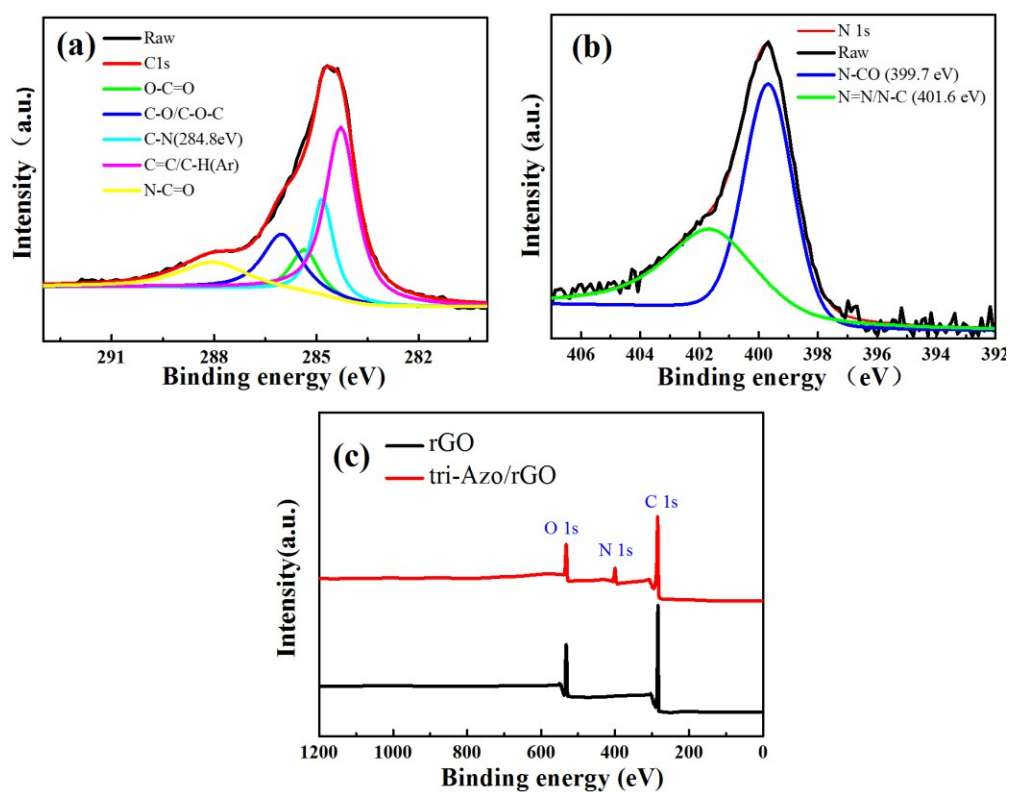 (a)
Raw
C1s
O-C=O
C-O/C-O-C
C-N(284.8eV)
C=C/C-H(Ar)
N-C=O
Intensity（a.u.）
291 288 285 282
Binding energy (eV)
(b)
N 1s
Raw
N-CO (399.7 eV)
N=N/N-C (401.6 eV)
Intensity (a.u.)
406 404 402 400 398 396 394 392
Binding energy （eV）
(c)
rGO
tri-Azo/rGO
O 1s
N 1s
C 1s
Intensity(a.u.)
1200 1000 800 600 400 200 0
Binding energy (eV)